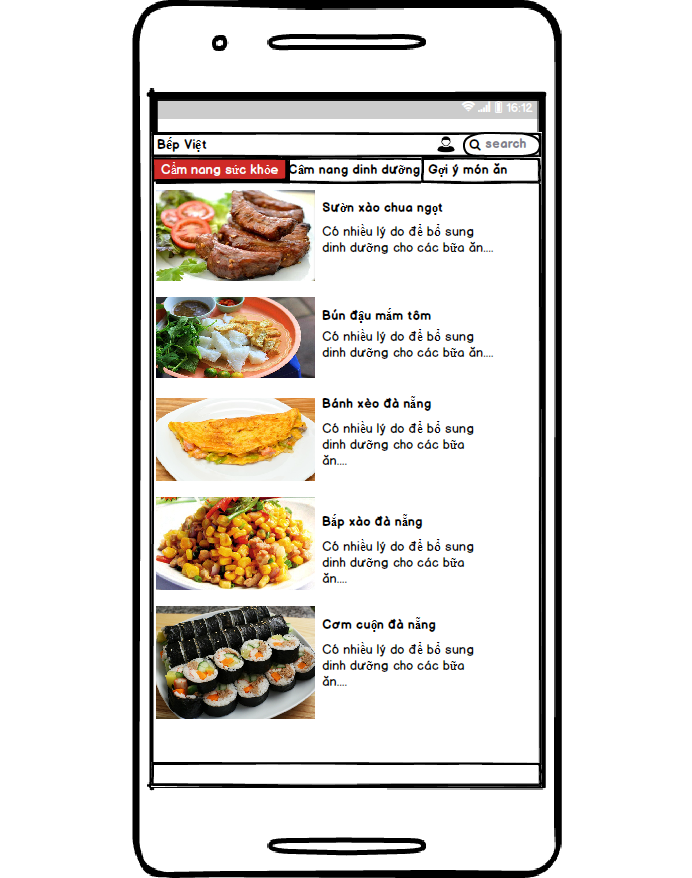 16:12
Bếp Việt
search
Cẩm nang sức khỏe
Cẩm nang dinh dưỡng
Gợi ý món ăn
Sườn xào chua ngọt
Có nhiều lý do để bổ sung
dinh dưỡng cho các bữa ăn....
Bún đậu mắm tôm
Có nhiều lý do để bổ sung
dinh dưỡng cho các bữa ăn....
Bánh xèo đà nẵng
Có nhiều lý do để bổ sung
dinh dưỡng cho các bữa
ăn....
Bắp xào đà nẵng
Có nhiều lý do để bổ sung
dinh dưỡng cho các bữa
ăn....
Cơm cuộn đà nẵng
Có nhiều lý do để bổ sung
dinh dưỡng cho các bữa
ăn....